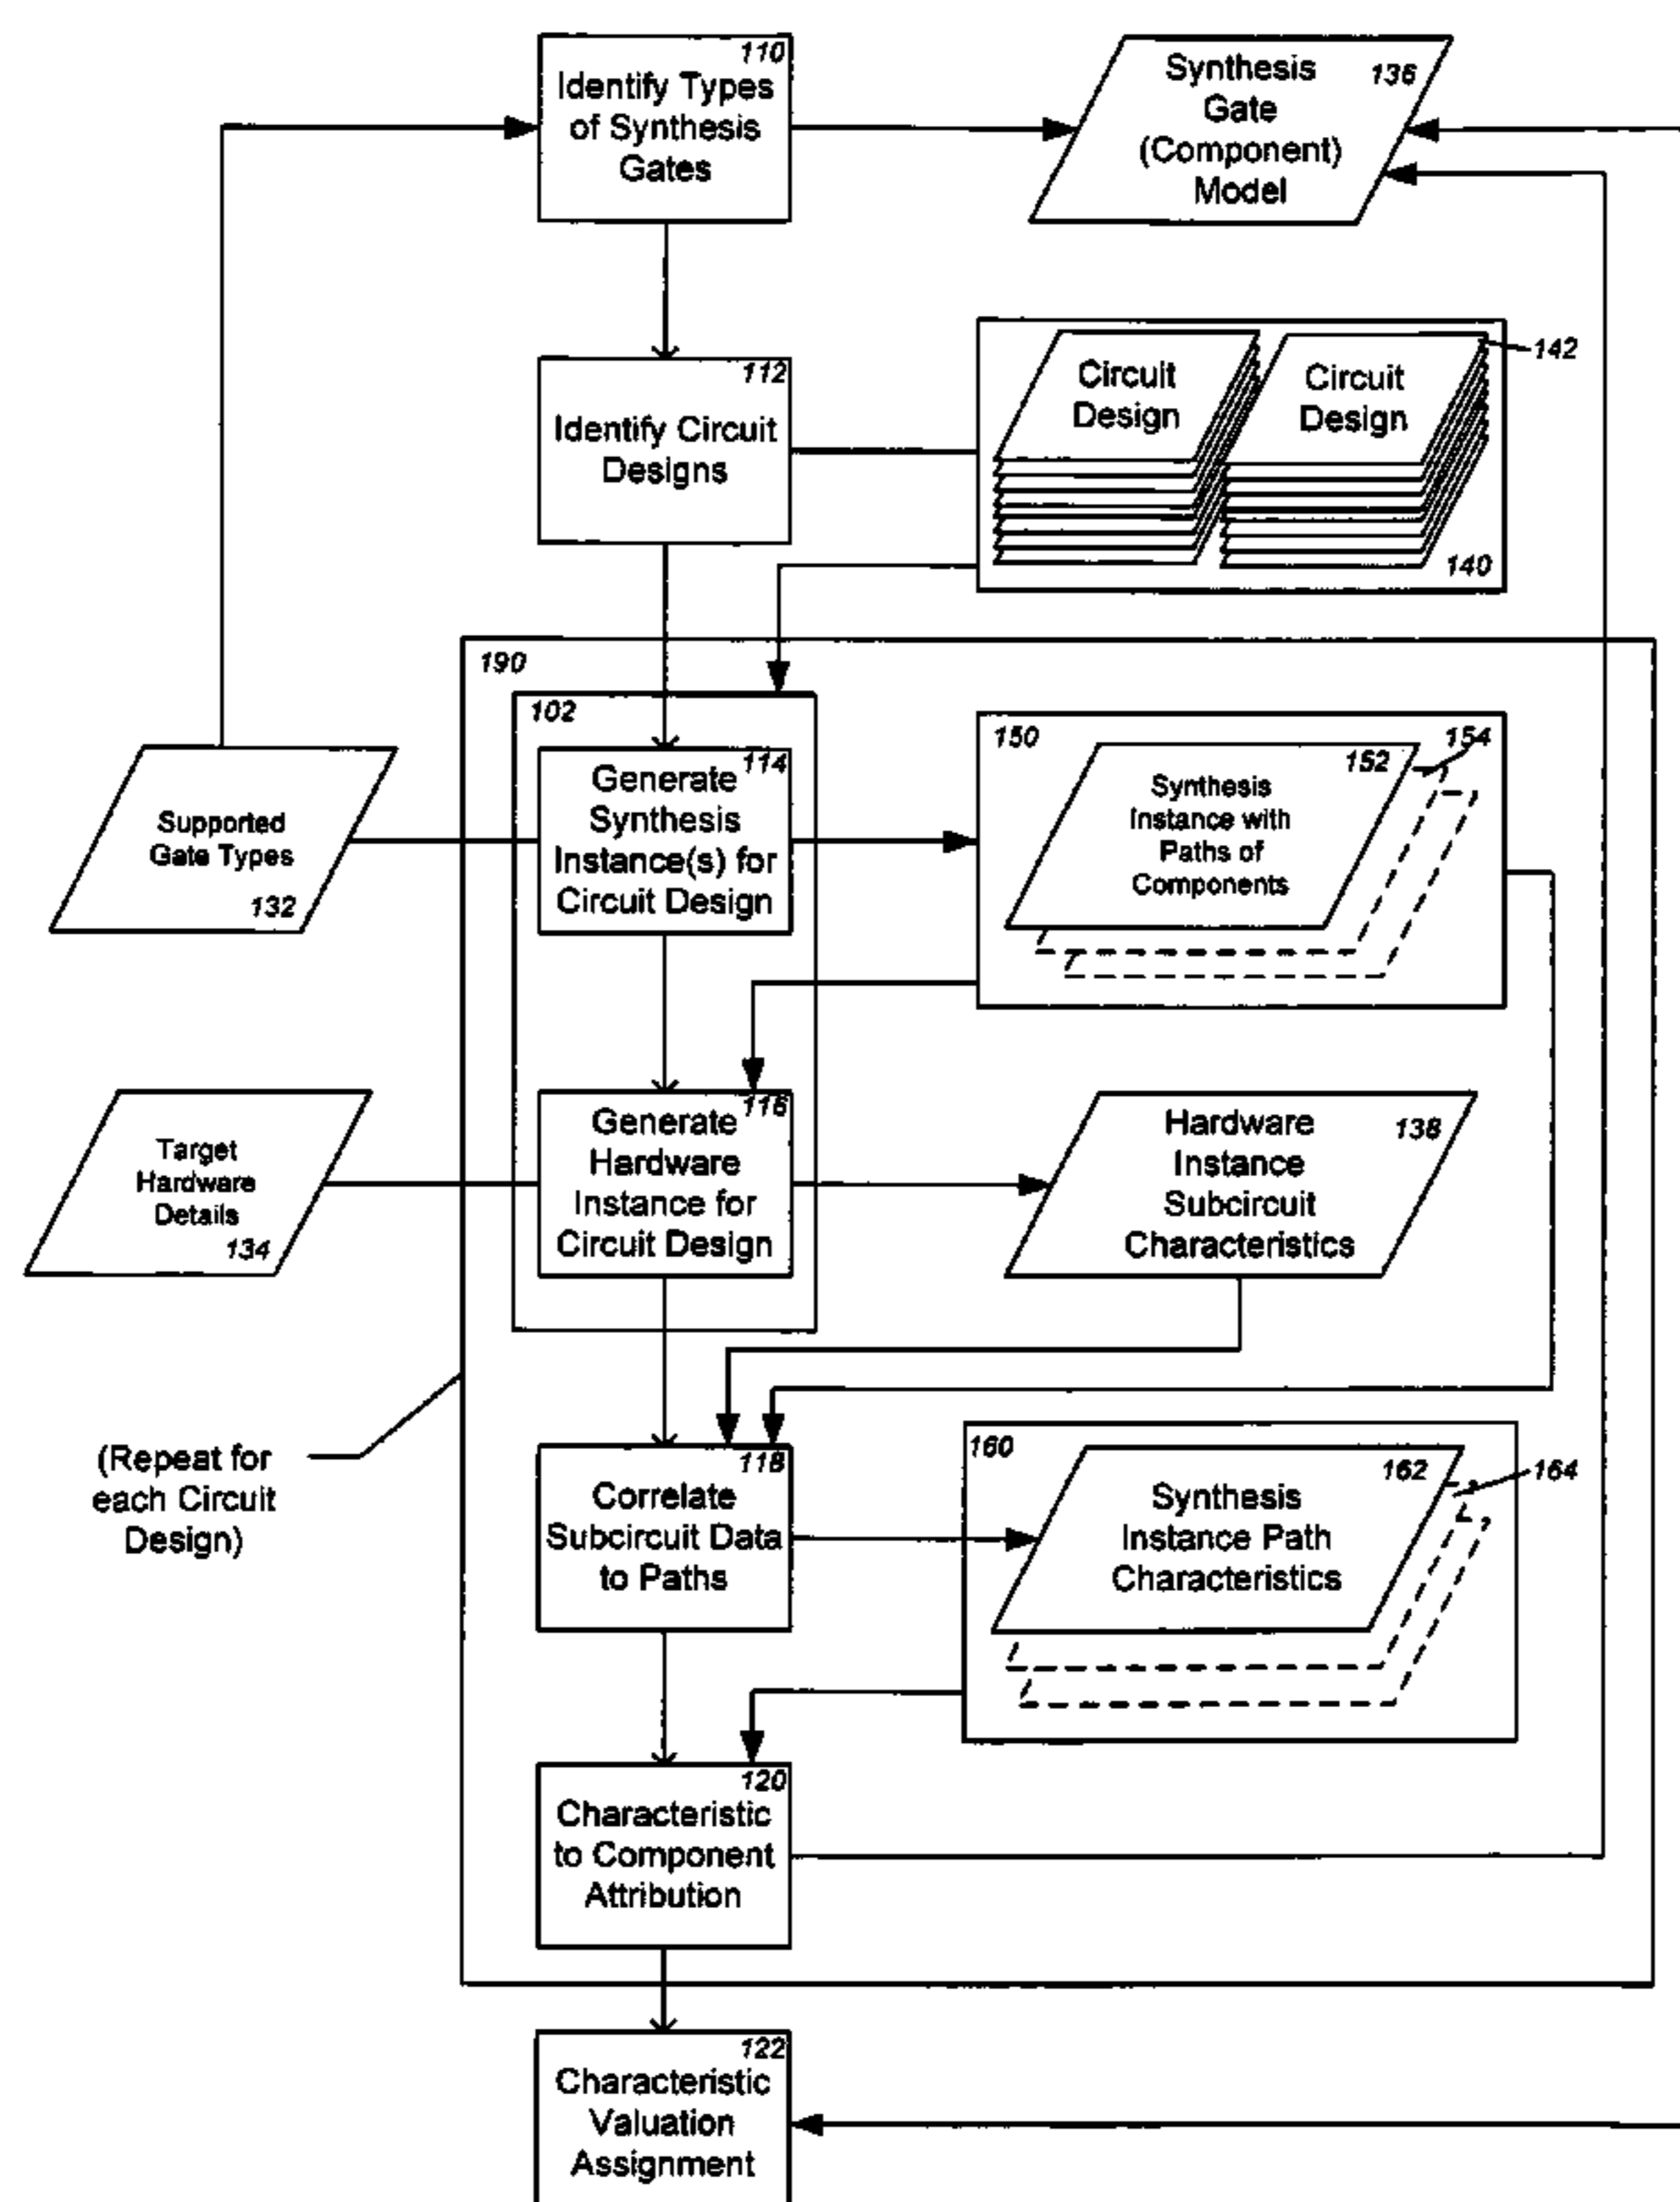 110
Identify Types
of Synthesis
Gates
Synthesis
Gate
(Component)
Model
136
112
Identify Circuit
Designs
Circuit
Design
Circuit
Design
142
140
190
102
114
Generate
Synthesis
Instance(s) for
Circuit Design
150
152
154
Synthesis
Instance with
Paths of
Components
Supported
Gate Types
132
116
Generate
Hardware
Instance for
Circuit Design
Hardware
Instance
Subcircuit
Characteristics
138
Target
Hardware
Details
134
(Repeat for
each Circuit
Design)
118
Correlate
Subcircuit Data
to Paths
160
162
164
Synthesis
Instance Path
Characteristics
120
Characteristic
to Component
Attribution
122
Characteristic
Valuation
Assignment